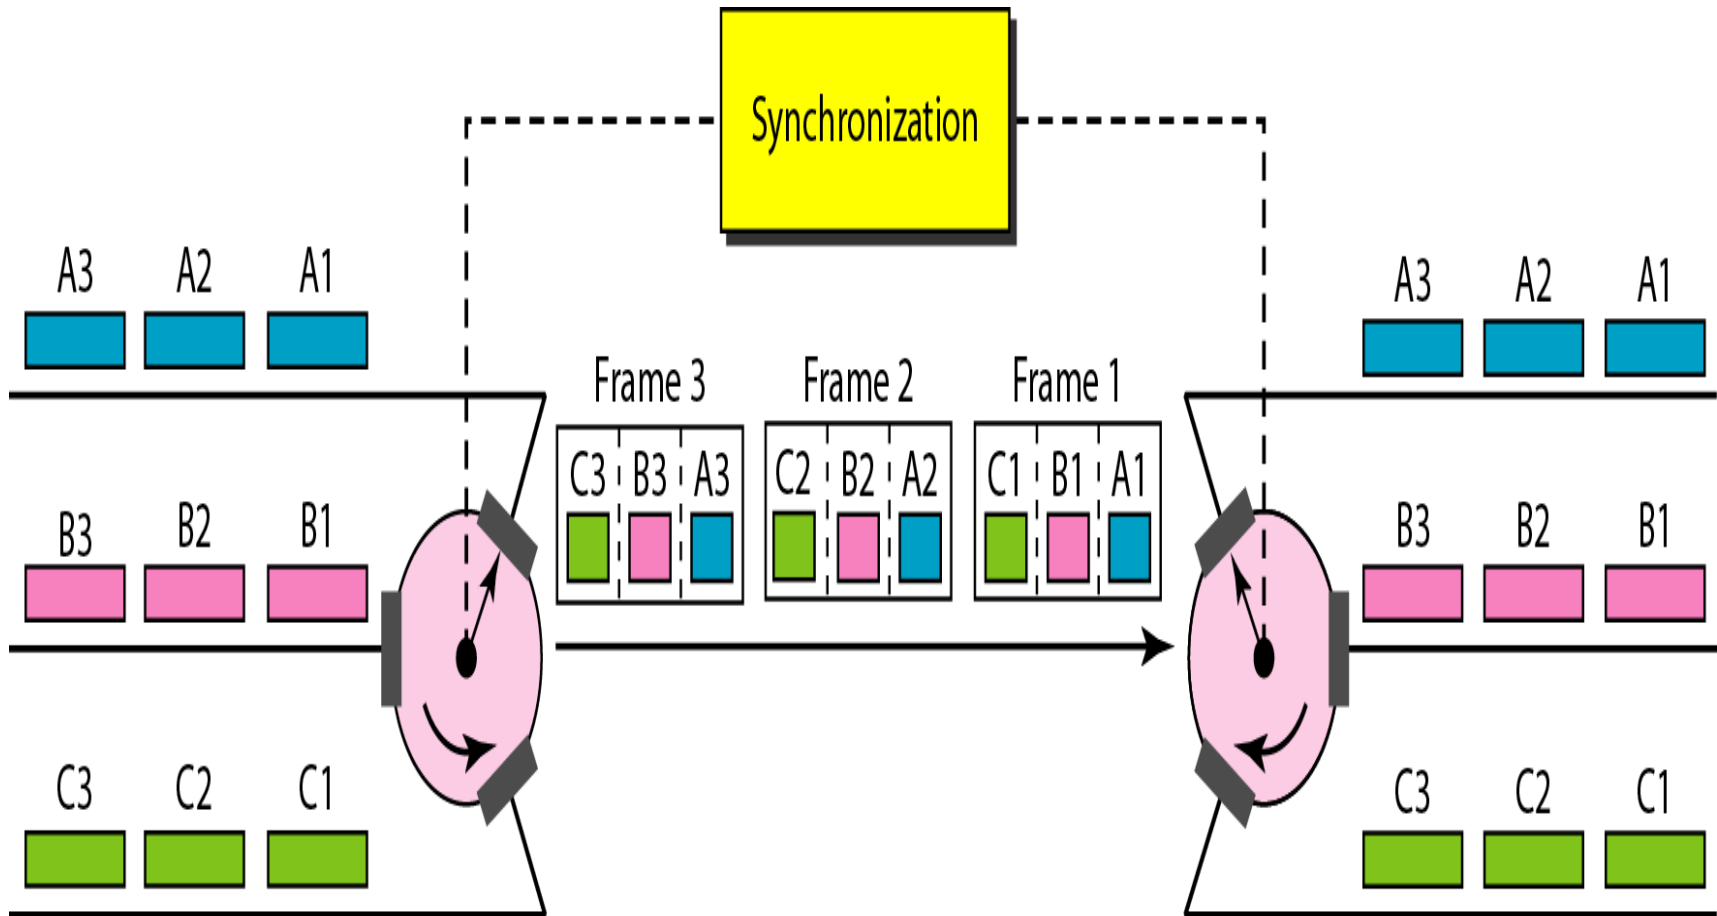 Synchronization
A3 A2 A1
A3 A2 A1
Frame 3 Frame 2 Frame 1
C3 B3 A3 C2 B2 A2 C1 B1 A1
B3 B2 B1
B3 B2 B1
C3 C2 C1
C3 C2 C1